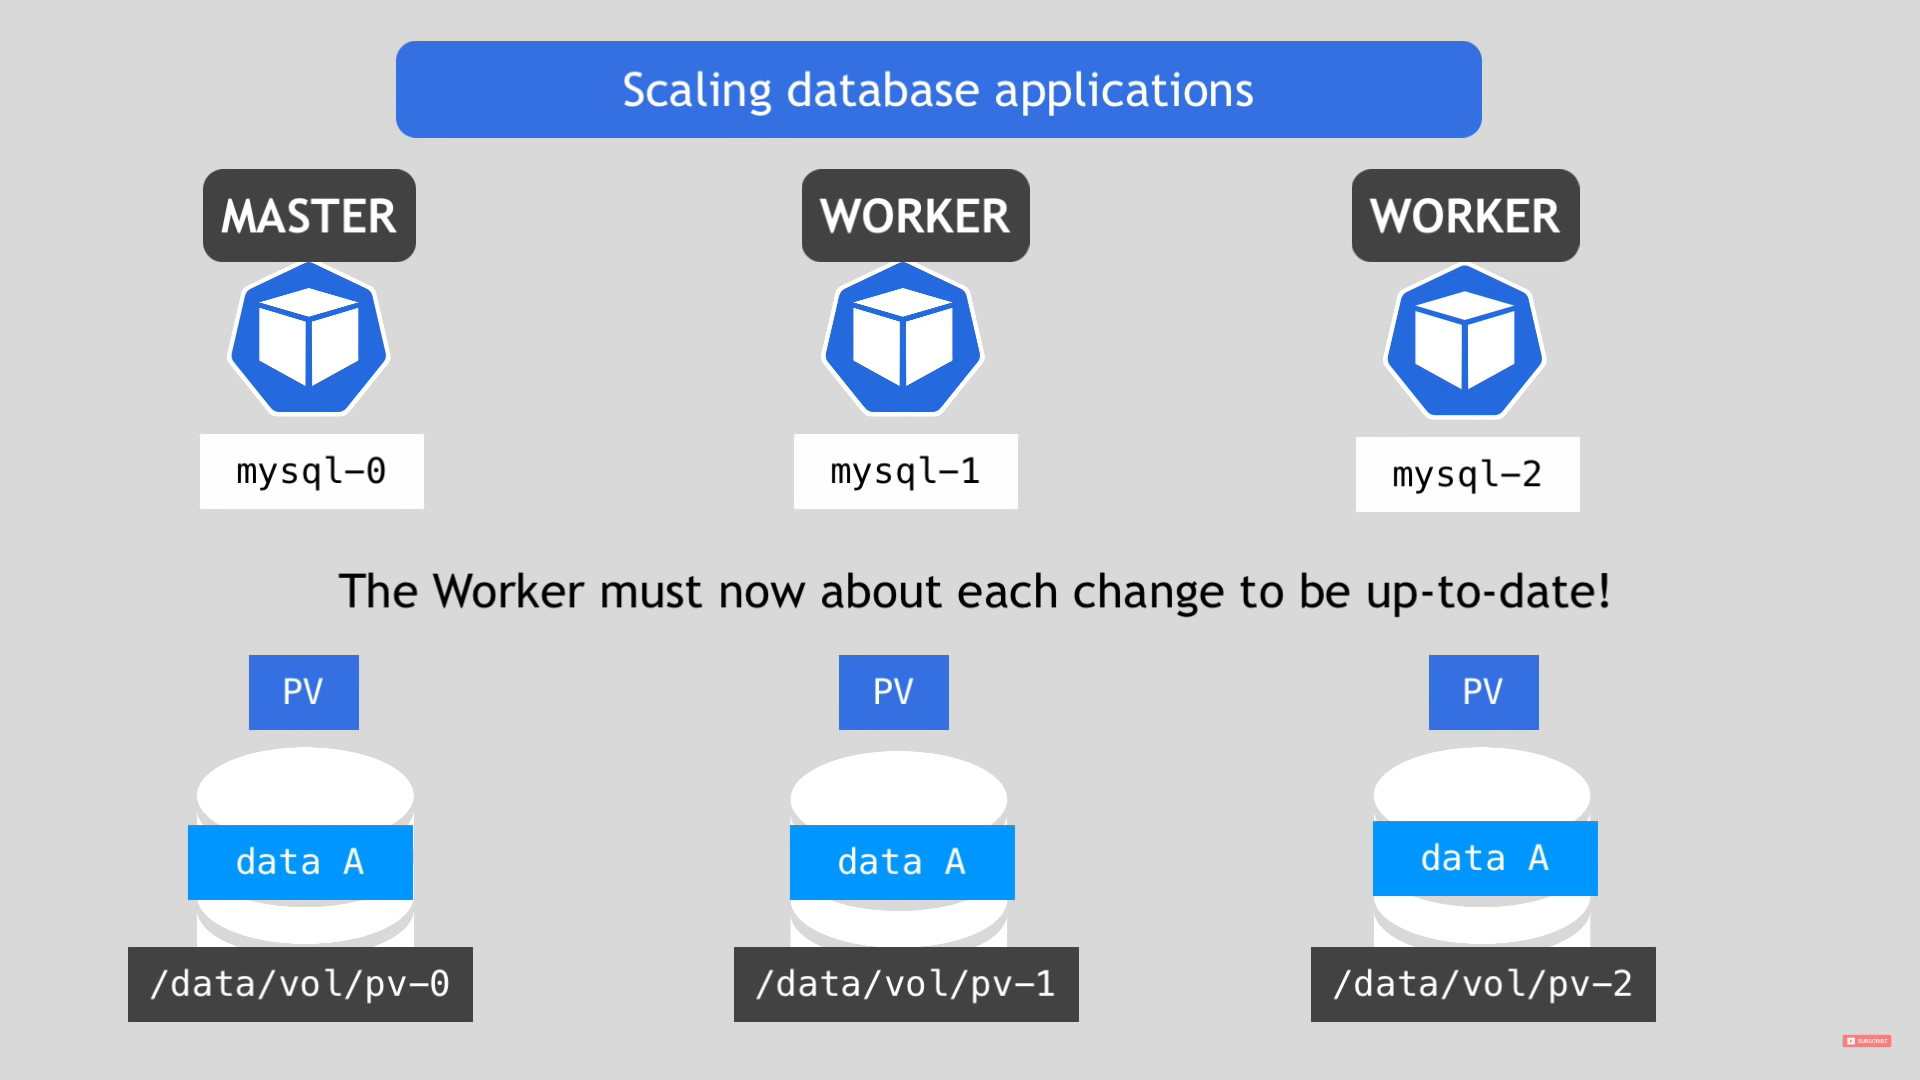 Scaling database applications
MASTER
WORKER
WORKER
mysql-0
mysql-1
mysql-2
The Worker must now about each change to be up-to-date!
PV
PV
PV
data A
data A
data A
/data/vol/pv-0
/data/vol/pv-1
/data/vol/pv-2
SUBSCRIBE